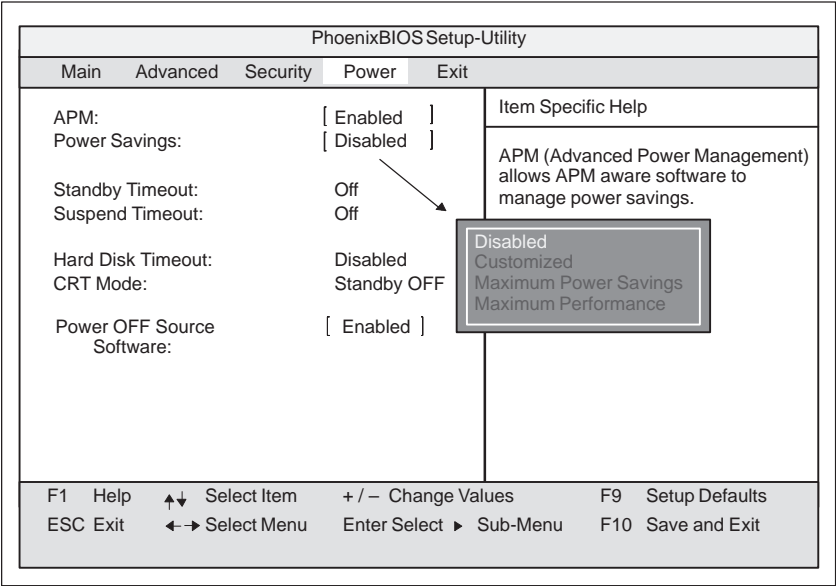 PhoenixBIOS Setup-Utility
Main Advanced Security Power Exit
APM: [ Enabled ]
Power Savings: [ Disabled ]
Standby Timeout: Off
Suspend Timeout: Off
Hard Disk Timeout: Disabled
CRT Mode: Standby OFF
Power OFF Source
Software: [ Enabled ]
Item Specific Help
APM (Advanced Power Management)
allows APM aware software to
manage power savings.
Disabled
Customized
Maximum Power Savings
Maximum Performance
F1 Help Select Item + / – Change Values F9 Setup Defaults
ESC Exit Select Menu Enter Select Sub-Menu F10 Save and Exit